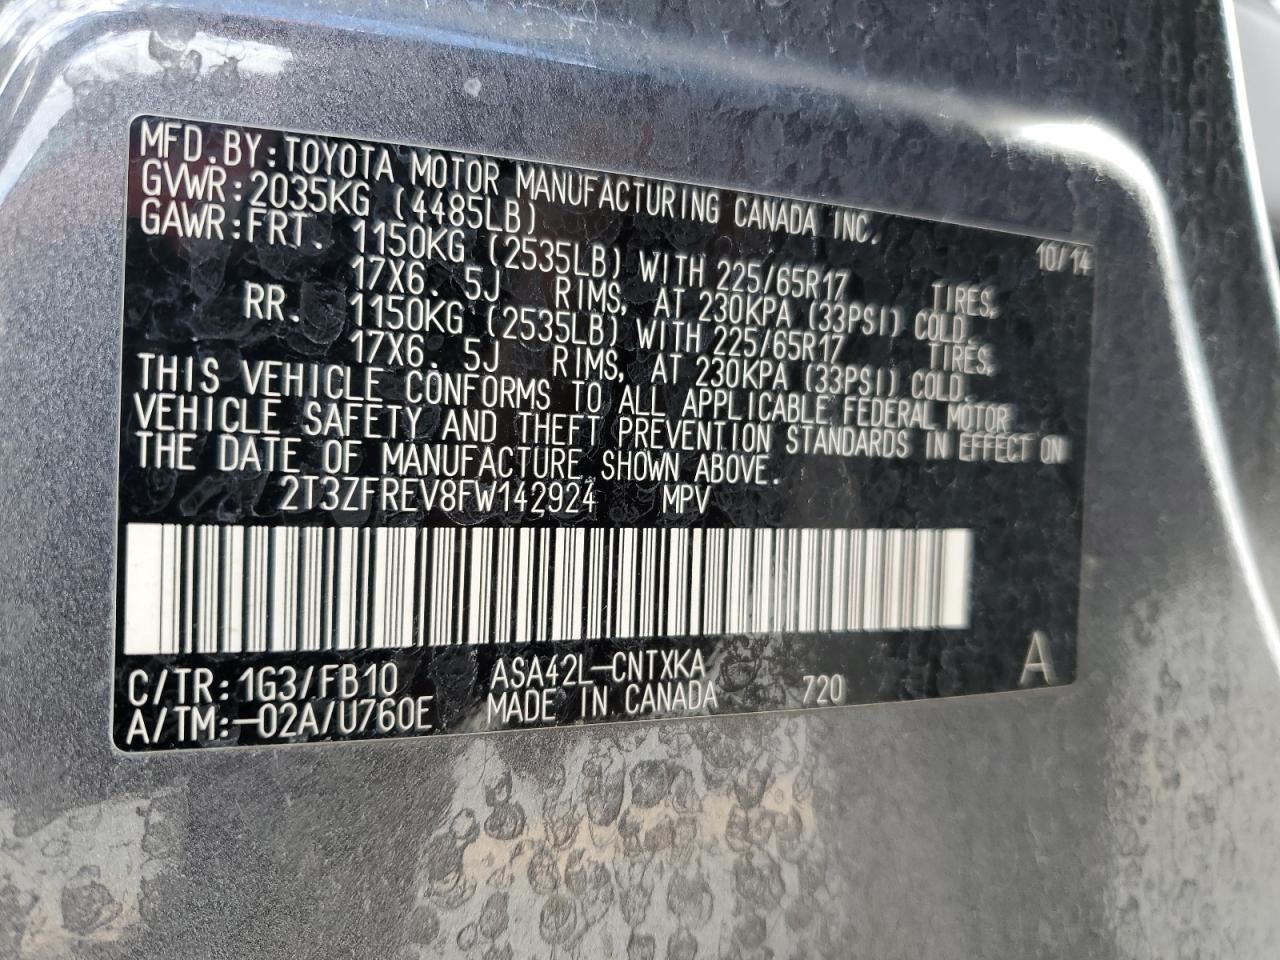 MFD.BY:TOYOTA MOTOR MANUFACTURING CANADA INC.
GVWR:2035KG (4485LB) 10/14
GAWR:FRT. 1150KG (2535LB) WITH 225/65R17 TIRES,
17X6. 5J RIMS, AT 230KPA (33PSI) COLD.
RR. 1150KG (2535LB) WITH 225/65R17 TIRES,
17X6. 5J RIMS, AT 230KPA (33PSI) COLD.
THIS VEHICLE CONFORMS TO ALL APPLICABLE FEDERAL MOTOR
VEHICLE SAFETY AND THEFT PREVENTION STANDARDS IN EFFECT ON
THE DATE OF MANUFACTURE SHOWN ABOVE.
2T3ZFREV8FW142924 MPV
C/TR:1G3/FB10 ASA42L-CNTXKA A
A/TM:-02A/U760E MADE IN CANADA 720